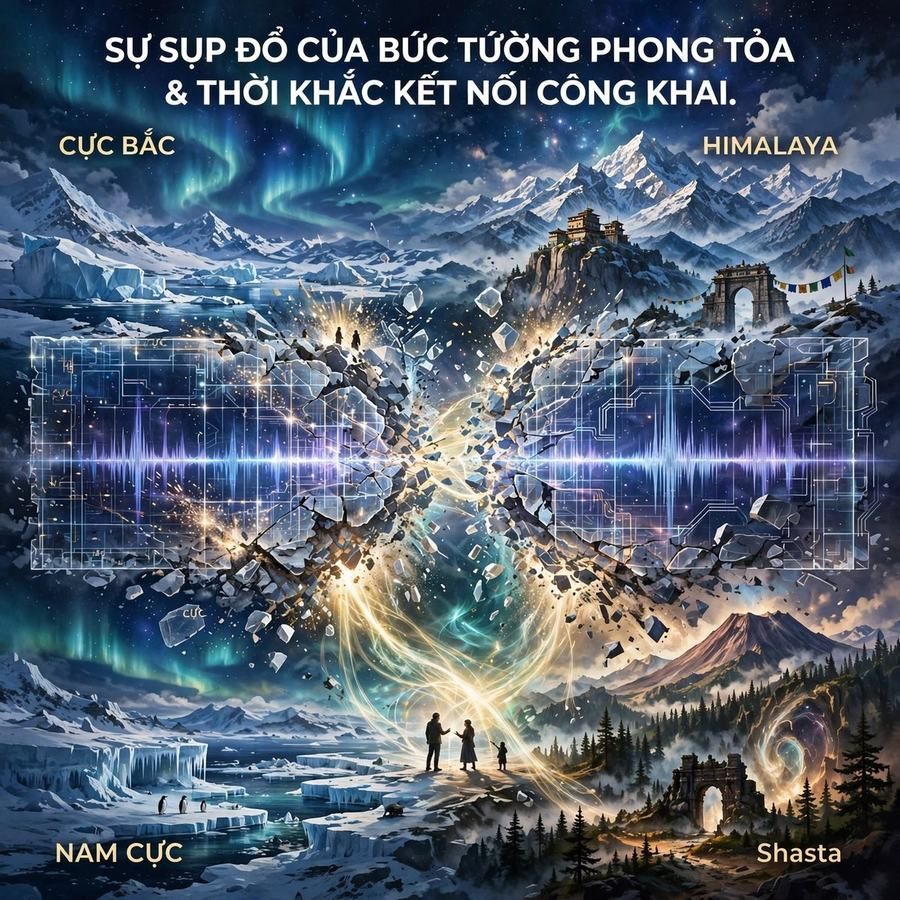 SỰ SỤP ĐỔ CỦA BỨC TƯỜNG PHONG TỎA
& THỜI KHẮC KẾT NỐI CÔNG KHAI.
CỰC BẮC
HIMALAYA
CỰC
NAM CỰC
Shasta